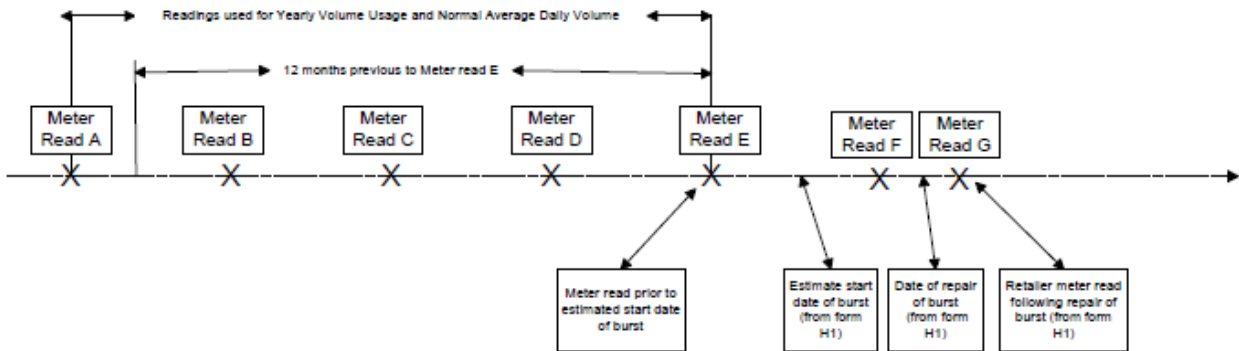 Readings used for Yearly Volume Usage and Normal Average Daily Volume
12 months previous to Meter read E
Meter
Read A
Meter
Read B
Meter
Read C
Meter
Read D
Meter
Read E
Meter
Read F
Meter
Read G
X
X
X
X
X
X
X
Meter read prior to
estimated start date
of burst
Estimate start
date of burst
(from form
H1)
Date of repair
of burst
(from form
H1)
Retailer meter read
following repair of
burst (from form
H1)